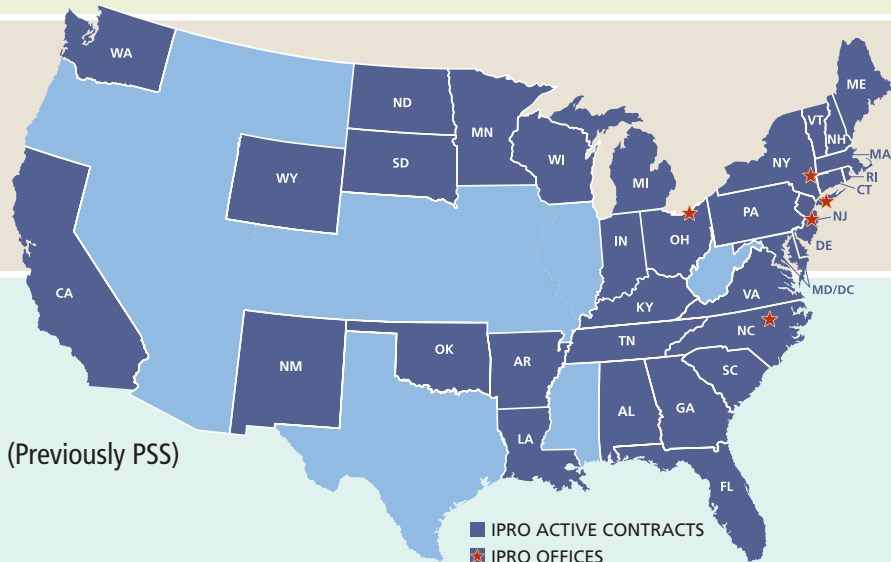 WA
ND
MN
ME
VT
NH
WI
NY
MA
SD
MI
RI
CT
WY
PA
NJ
IN
OH
DE
MD/DC
CA
VA
KY
NC
TN
OK
AR
NM
SC
AL
GA
LA
(Previously PSS)
FL
IPRO ACTIVE CONTRACTS
IPRO OFFICES